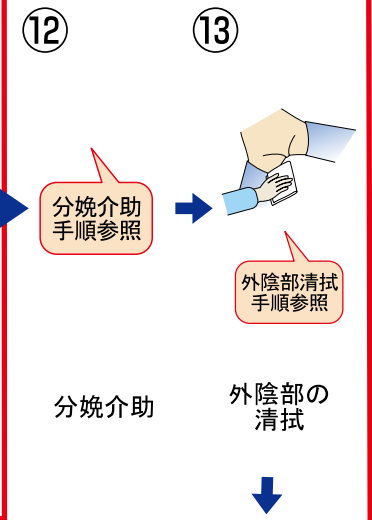 ⑫
⑬
分娩介助
手順参照
外陰部清拭
手順参照
分娩介助
外陰部の
清拭